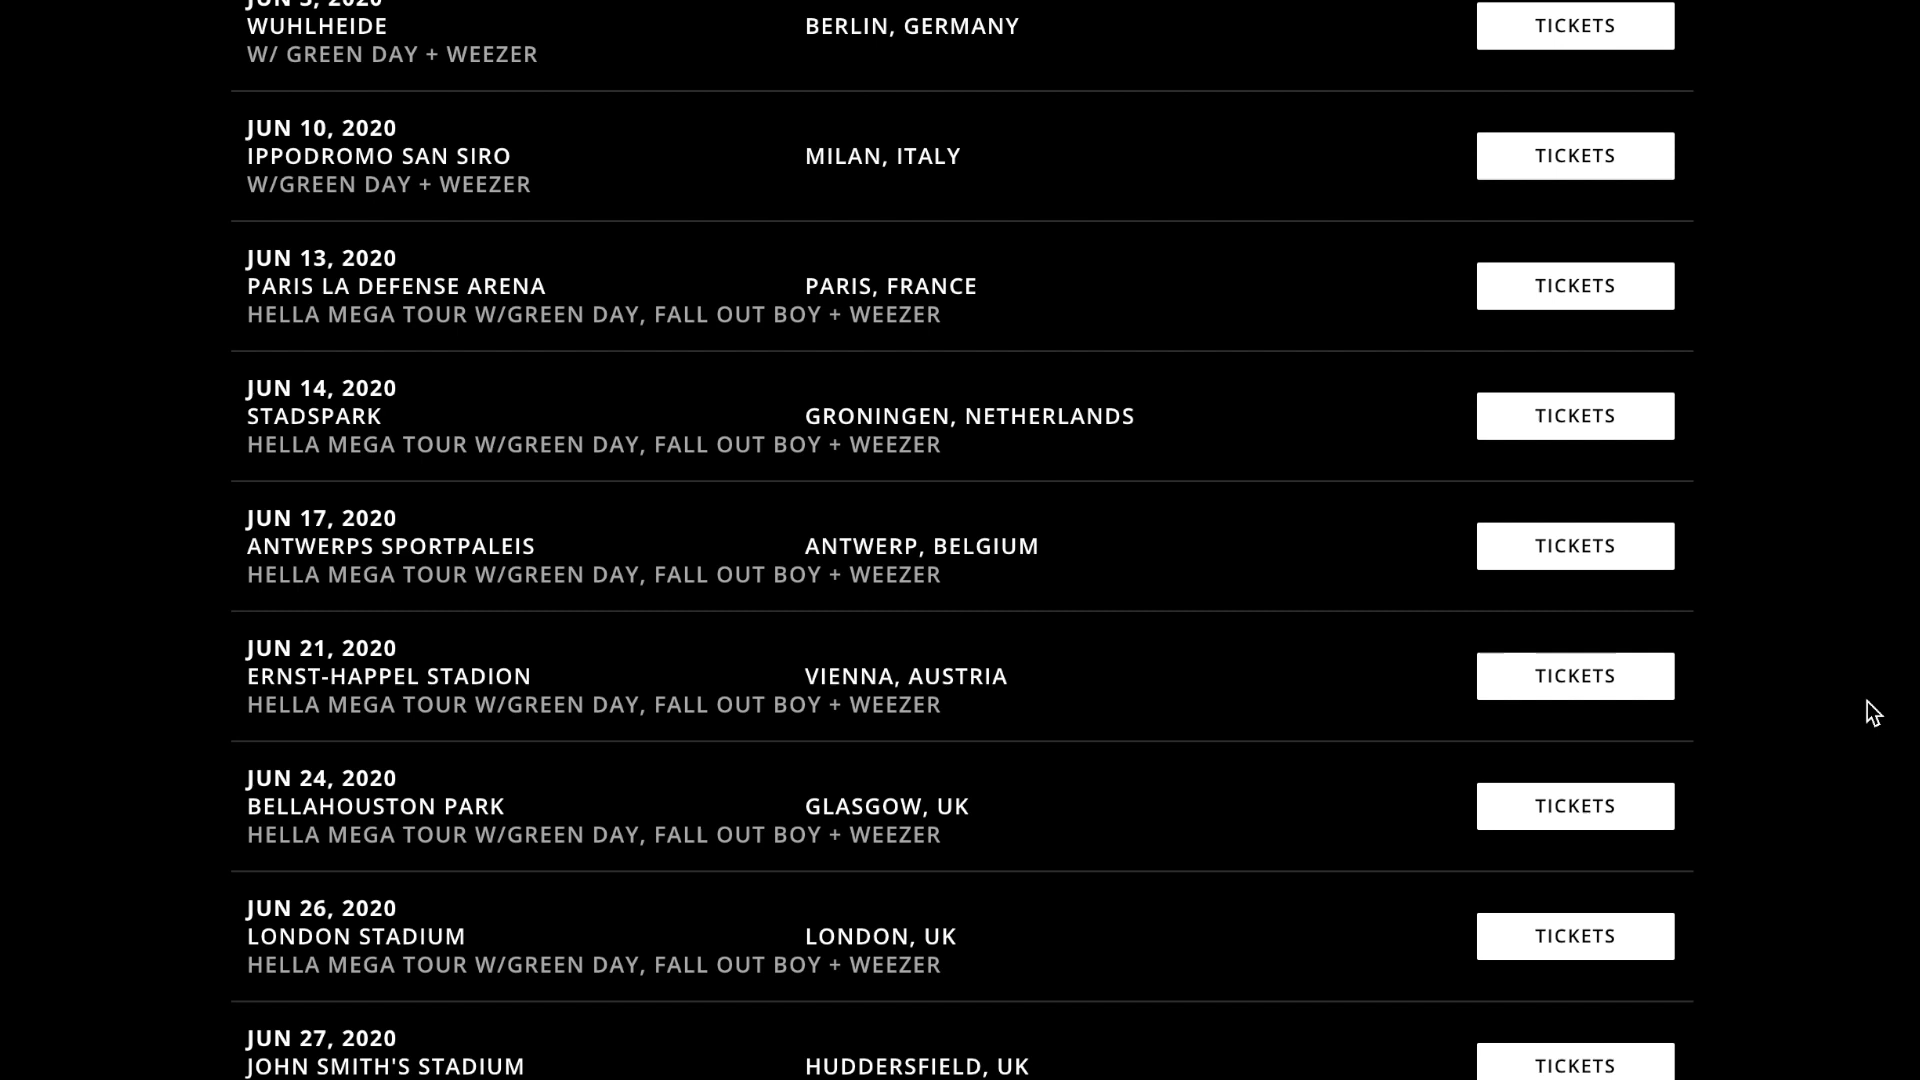 JUN 3, 2020
WUHLHEIDE
BERLIN, GERMANY
TICKETS
W/ GREEN DAY + WEEZER
JUN 10, 2020
IPPODROMO SAN SIRO
MILAN, ITALY
TICKETS
W/GREEN DAY + WEEZER
JUN 13, 2020
PARIS LA DEFENSE ARENA
PARIS, FRANCE
TICKETS
HELLA MEGA TOUR W/GREEN DAY, FALL OUT BOY + WEEZER
JUN 14, 2020
STADSPARK
GRONINGEN, NETHERLANDS
TICKETS
HELLA MEGA TOUR W/GREEN DAY, FALL OUT BOY + WEEZER
JUN 17, 2020
ANTWERPS SPORTPALEIS
ANTWERP, BELGIUM
TICKETS
HELLA MEGA TOUR W/GREEN DAY, FALL OUT BOY + WEEZER
JUN 21, 2020
ERNST-HAPPEL STADION
VIENNA, AUSTRIA
TICKETS
HELLA MEGA TOUR W/GREEN DAY, FALL OUT BOY + WEEZER
JUN 24, 2020
BELLAHOUSTON PARK
GLASGOW, UK
TICKETS
HELLA MEGA TOUR W/GREEN DAY, FALL OUT BOY + WEEZER
JUN 26, 2020
LONDON STADIUM
LONDON, UK
TICKETS
HELLA MEGA TOUR W/GREEN DAY, FALL OUT BOY + WEEZER
JUN 27, 2020
JOHN SMITH'S STADIUM
HUDDERSFIELD, UK
TICKETS